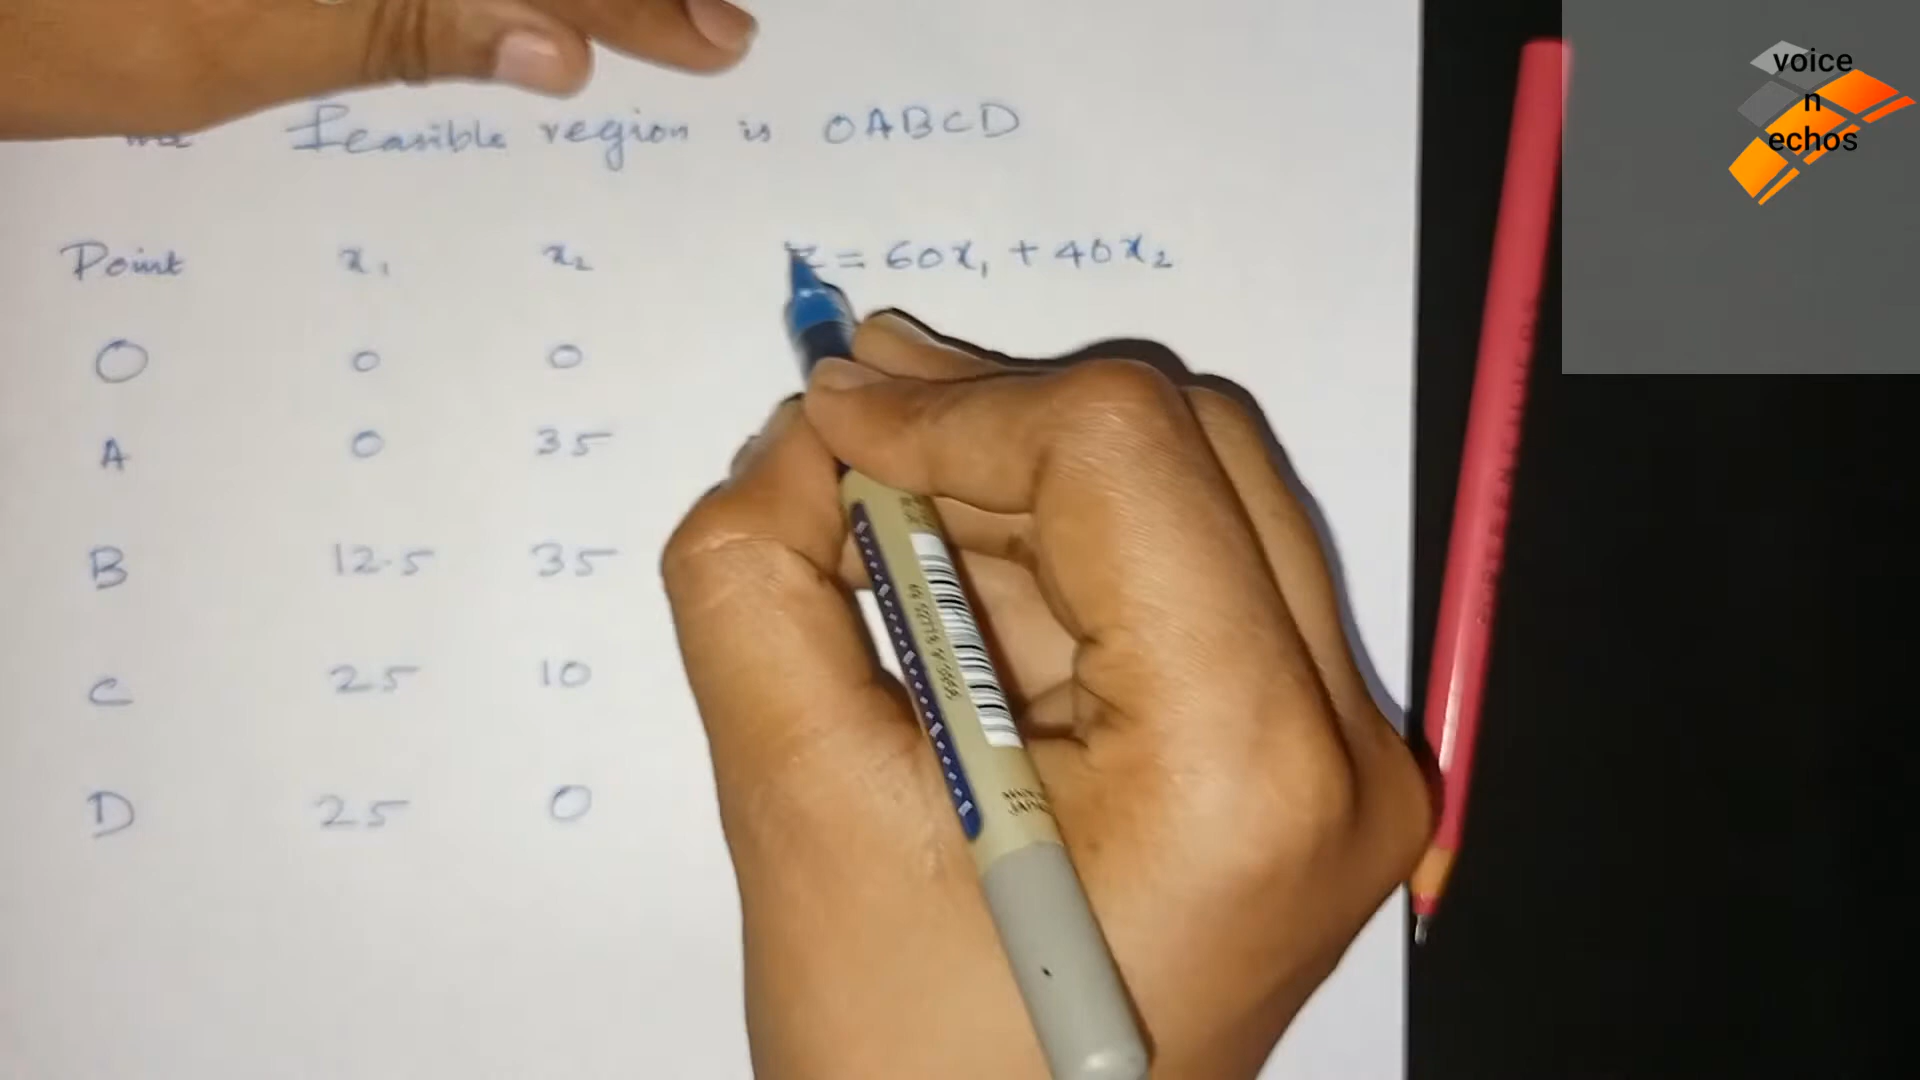 voice
n
echos
feasible region is OABCD
Point x₁ x₂ Z = 60x₁ + 40x₂
O 0 0
A 0 35
B 12.5 35
C 25 10
D 25 0